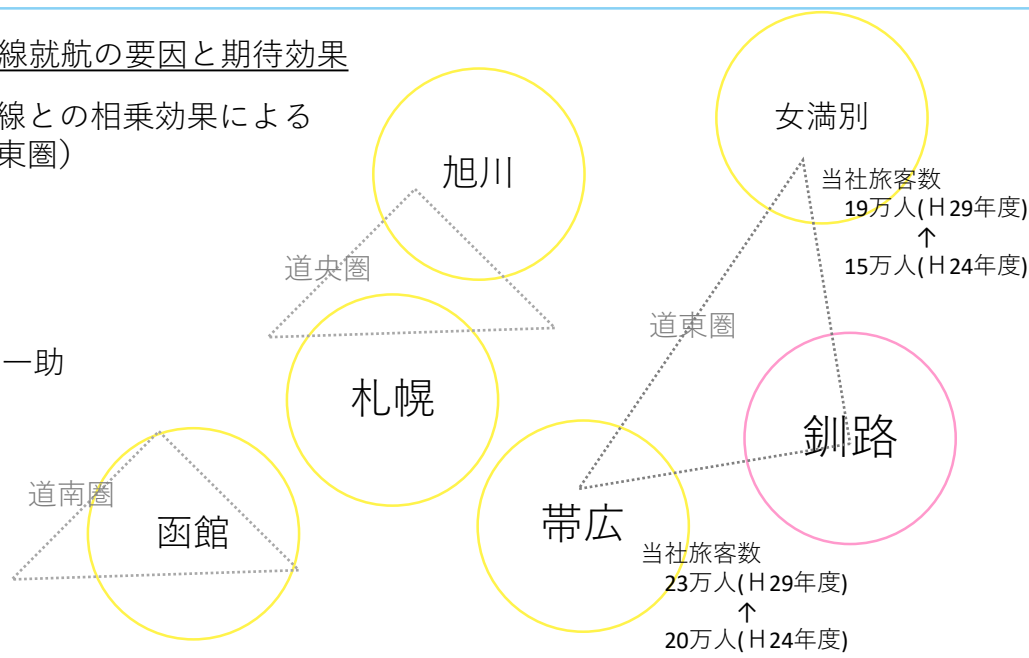 線就航の要因と期待効果
線との相乗効果による
東圏）
一助
旭川
道央圏
札幌
道南圏
函館
女満別
当社旅客数
19万人(Ｈ29年度)
↑
15万人(Ｈ24年度)
道東圏
釧路
帯広
当社旅客数
23万人(Ｈ29年度)
↑
20万人(Ｈ24年度)